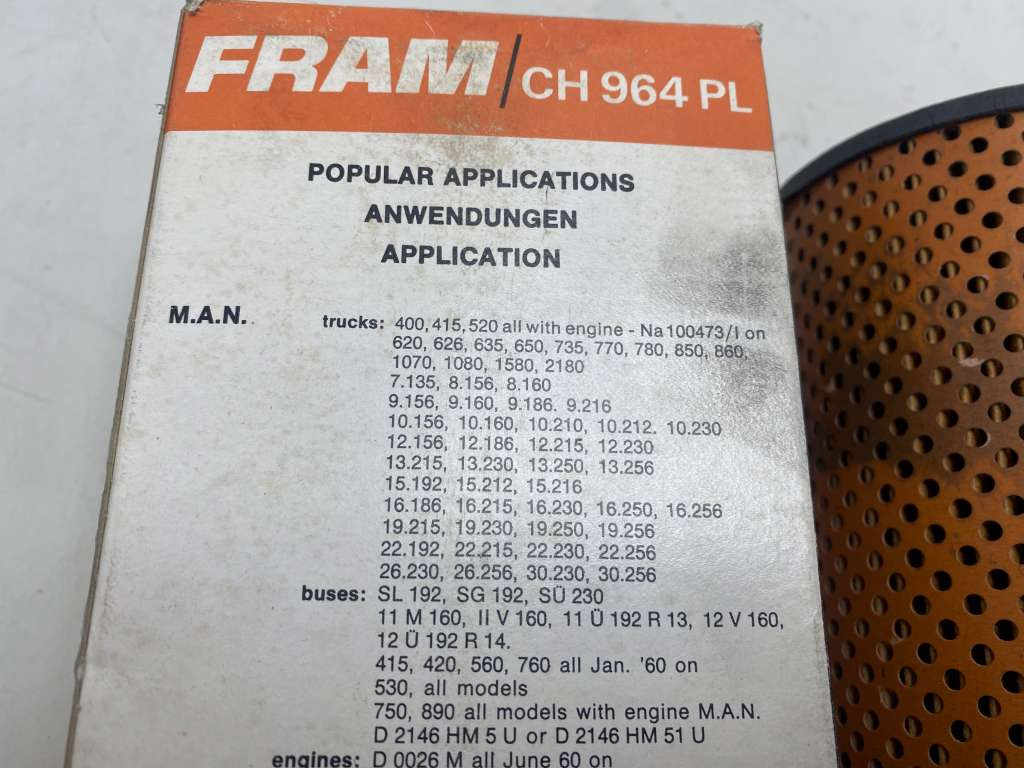 FRAM/CH 964 PL
POPULAR APPLICATIONS
ANWENDUNGEN
APPLICATION
M.A.N. trucks: 400, 415, 520 all with engine - Na 100473/I on
620, 626, 635, 650, 735, 770, 780, 850, 860,
1070, 1080, 1580, 2180
7.135, 8.156, 8.160
9.156, 9.160, 9.186. 9.216
10.156, 10.160, 10.210, 10.212. 10.230
12.156, 12.186, 12.215, 12.230
13.215, 13.230, 13.250, 13.256
15.192, 15.212, 15.216
16.186, 16.215, 16.230, 16.250, 16.256
19.215, 19.230, 19.250, 19.256
22.192, 22.215, 22.230, 22.256
26.230, 26.256, 30.230, 30.256
buses: SL 192, SG 192, SÜ 230
11 M 160, II V 160, 11 Ü 192 R 13, 12 V 160,
12 Ü 192 R 14.
415, 420, 560, 760 all Jan. '60 on
530, all models
750, 890 all models with engine M.A.N.
D 2146 HM 5 U or D 2146 HM 51 U
engines: D 0026 M all June 60 on